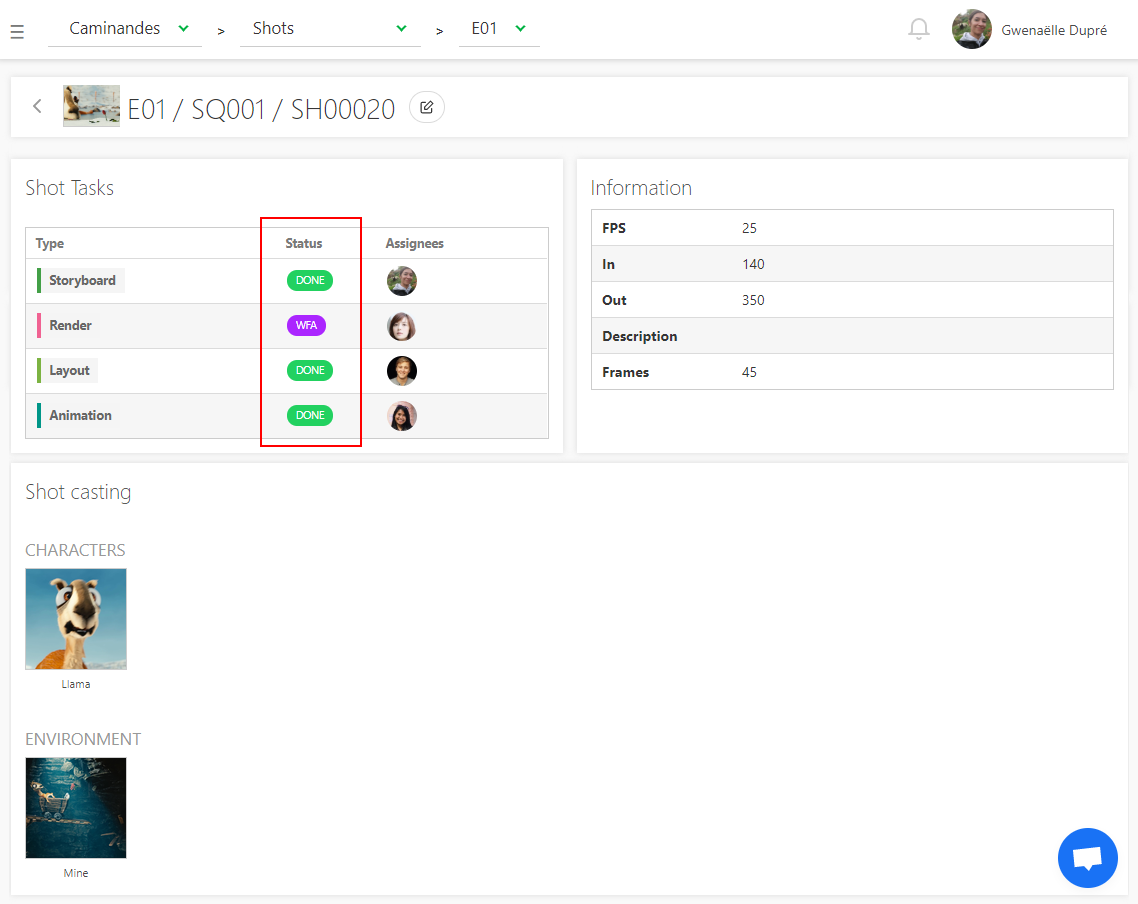 Caminandes > Shots > E01 Gwenaëlle Dupré
E01 / SQ001 / SH00020
Shot Tasks
Type Status Assignees
Storyboard DONE
Render WFA
Layout DONE
Animation DONE
Information
FPS 25
In 140
Out 350
Description
Frames 45
Shot casting
CHARACTERS
Llama
ENVIRONMENT
Mine